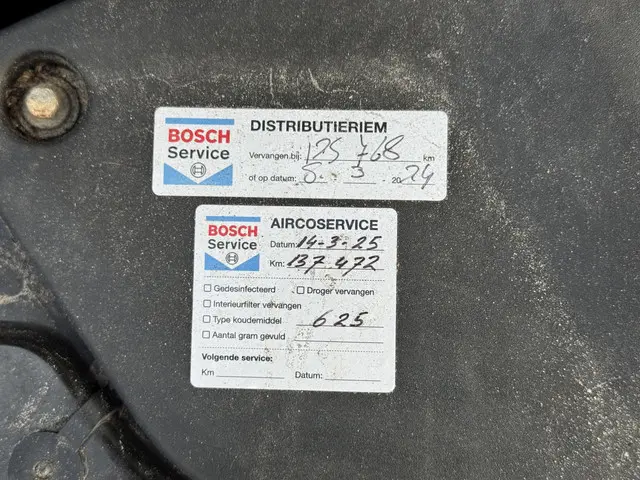 BOSCH
Service
DISTRIBUTIERIEM
Vervangen bij: 125 768 km
of op datum: 5. - 3 2024
BOSCH
Service
AIRCOSERVICE
Datum: 14-3-25
Km: 137 472
Gedesinfecteerd Droger vervangen
Interieurfilter vervangen
Type koudemiddel 625
Aantal gram gevuld
Volgende service:
Km Datum: